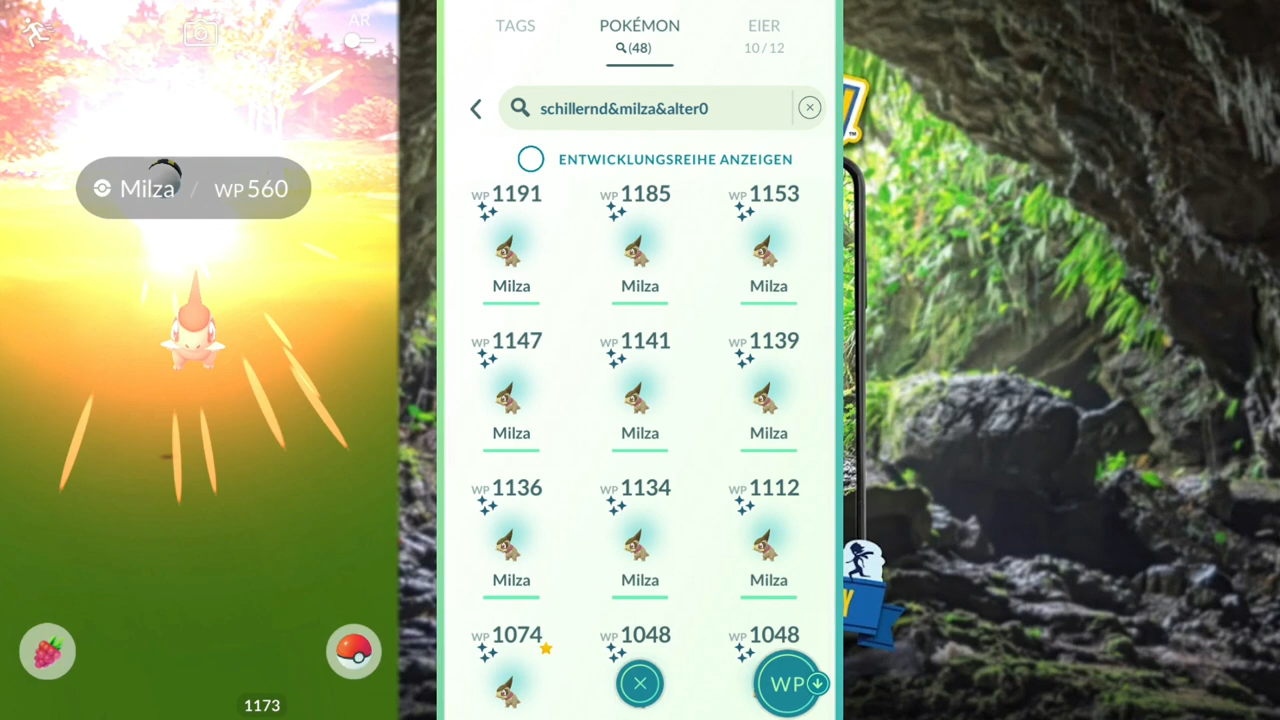 AR
Milza / WP 560
1173
TAGS
POKÉMON
EIER
(48)
10 / 12
schillernd&milza&alter0
ENTWICKLUNGSREIHE ANZEIGEN
WP 1191
WP 1185
WP 1153
Milza
Milza
Milza
WP 1147
WP 1141
WP 1139
Milza
Milza
Milza
WP 1136
WP 1134
WP 1112
Milza
Milza
Milza
WP 1074
WP 1048
WP 1048
WP
TM
Y